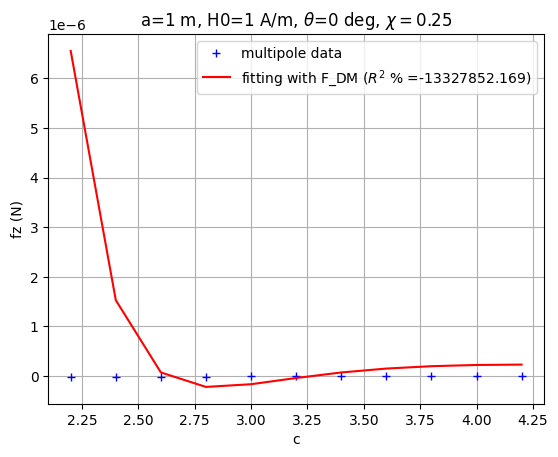 a=1 m, H0=1 A/m, θ=0 deg, χ = 0.25
1e−6
multipole data
fitting with F_DM (R² % =-13327852.169)
6
5
4
3
2
1
0
fz (N)
2.25 2.50 2.75 3.00 3.25 3.50 3.75 4.00 4.25
c